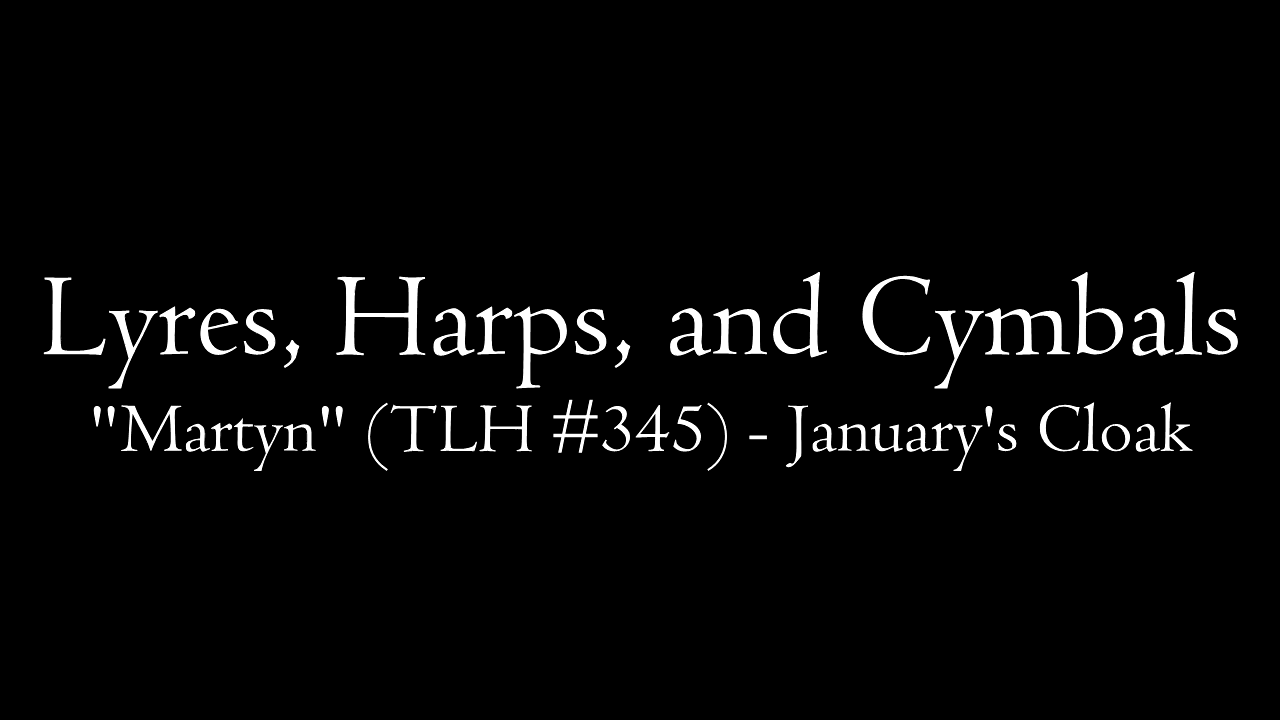 Lyres, Harps, and Cymbals
"Martyn" (TLH #345) - January's Cloak